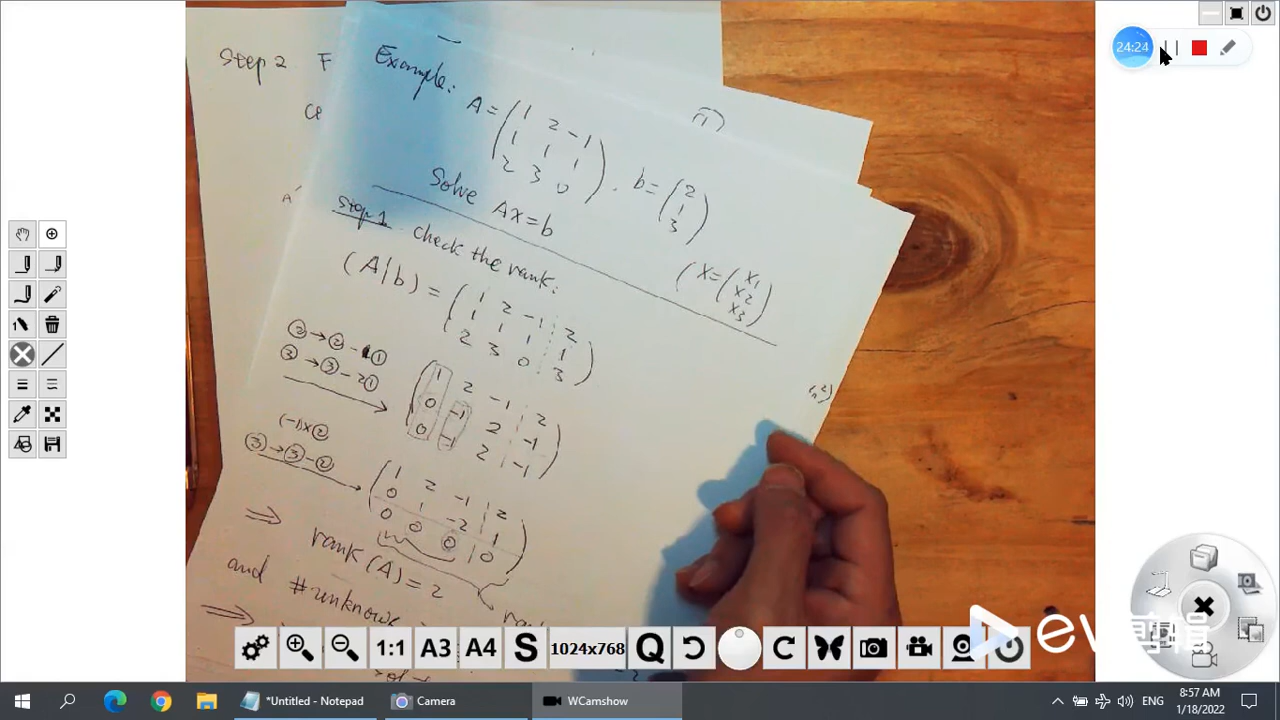 24:24
Step 2 F
Example: A = ( 1 2 -1
1 1 1
2 3 0 ) . b = ( 2
1
3 )
Solve Ax=b
Step 1 check the rank:
( X = ( x1
x2
x3 )
(A|b) = ( 1 2 -1 2
1 1 1 1
2 3 0 3 )
② → ② - ①
③ → ③ - 2①
( 1 2 -1 2
0 -1 2 -1
0 -1 2 -1 )
(-1)×②
③ → ③ - ②
( 1 2 -1 2
0 1 -2 1
0 0 0 0 )
⇒ rank (A) = 2
and #unknowns
⇒
1:1 A3 A4 S 1024x768 Q
*Untitled - Notepad
Camera
WCamshow
ENG
8:57 AM
1/18/2022